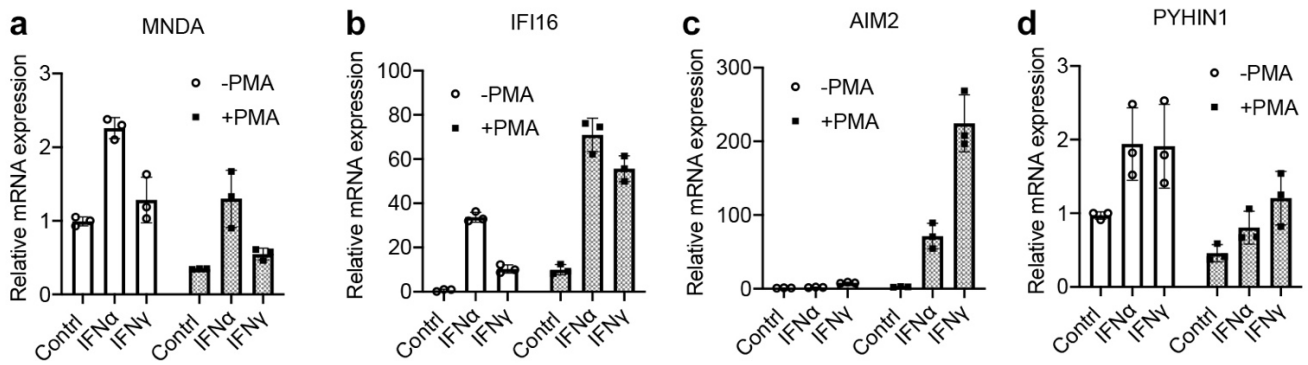 a
MNDA
Relative mRNA expression
3
2
1
0
-PMA
+PMA
Contrl
IFNα
IFNγ
Contrl
IFNα
IFNγ
b
IFI16
Relative mRNA expression
100
80
60
40
20
0
-PMA
+PMA
Contrl
IFNα
IFNγ
Contrl
IFNα
IFNγ
c
AIM2
Relative mRNA expression
300
200
100
0
-PMA
+PMA
Contrl
IFNα
IFNγ
Contrl
IFNα
IFNγ
d
PYHIN1
Relative mRNA expression
3
2
1
0
-PMA
+PMA
Contrl
IFNα
IFNγ
Contrl
IFNα
IFNγ